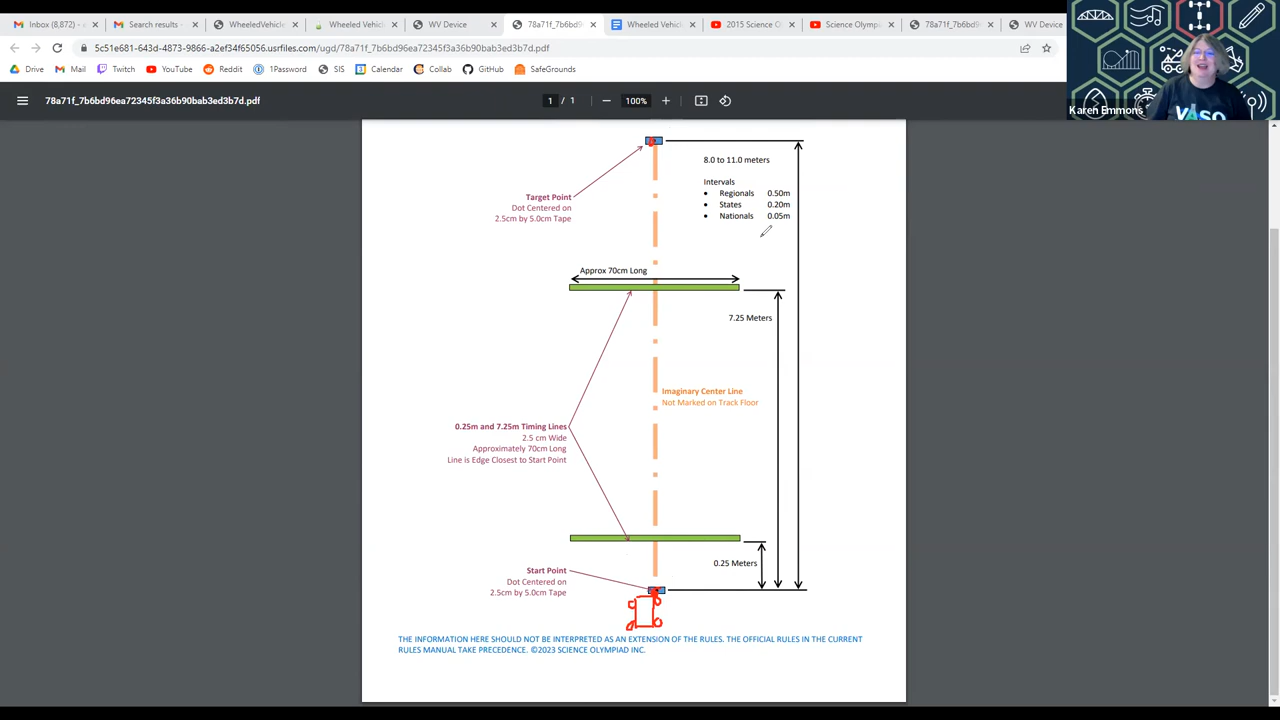 Inbox (8,872)
Search results
WheeledVehicle
Wheeled Vehic
WV Device
78a71f_7b6bd9
Wheeled Vehic
2015 Science O
Science Olymp
78a71f_7b6bd9
WV Device
5c51e681-643d-4873-9866-a2ef34f65056.usrfiles.com/ugd/78a71f_7b6bd96ea72345f3a36b90bab3ed3b7d.pdf
Drive
Mail
Twitch
YouTube
Reddit
1Password
SIS
Calendar
Collab
GitHub
SafeGrounds
78a71f_7b6bd96ea72345f3a36b90bab3ed3b7d.pdf
1 / 1
100%
Karen Emmons
VASO
8.0 to 11.0 meters
Intervals
• Regionals 0.50m
• States 0.20m
• Nationals 0.05m
Target Point
Dot Centered on
2.5cm by 5.0cm Tape
Approx 70cm Long
7.25 Meters
Imaginary Center Line
Not Marked on Track Floor
0.25m and 7.25m Timing Lines
2.5 cm Wide
Approximately 70cm Long
Line is Edge Closest to Start Point
0.25 Meters
Start Point
Dot Centered on
2.5cm by 5.0cm Tape
THE INFORMATION HERE SHOULD NOT BE INTERPRETED AS AN EXTENSION OF THE RULES. THE OFFICIAL RULES IN THE CURRENT
RULES MANUAL TAKE PRECEDENCE. ©2023 SCIENCE OLYMPIAD INC.